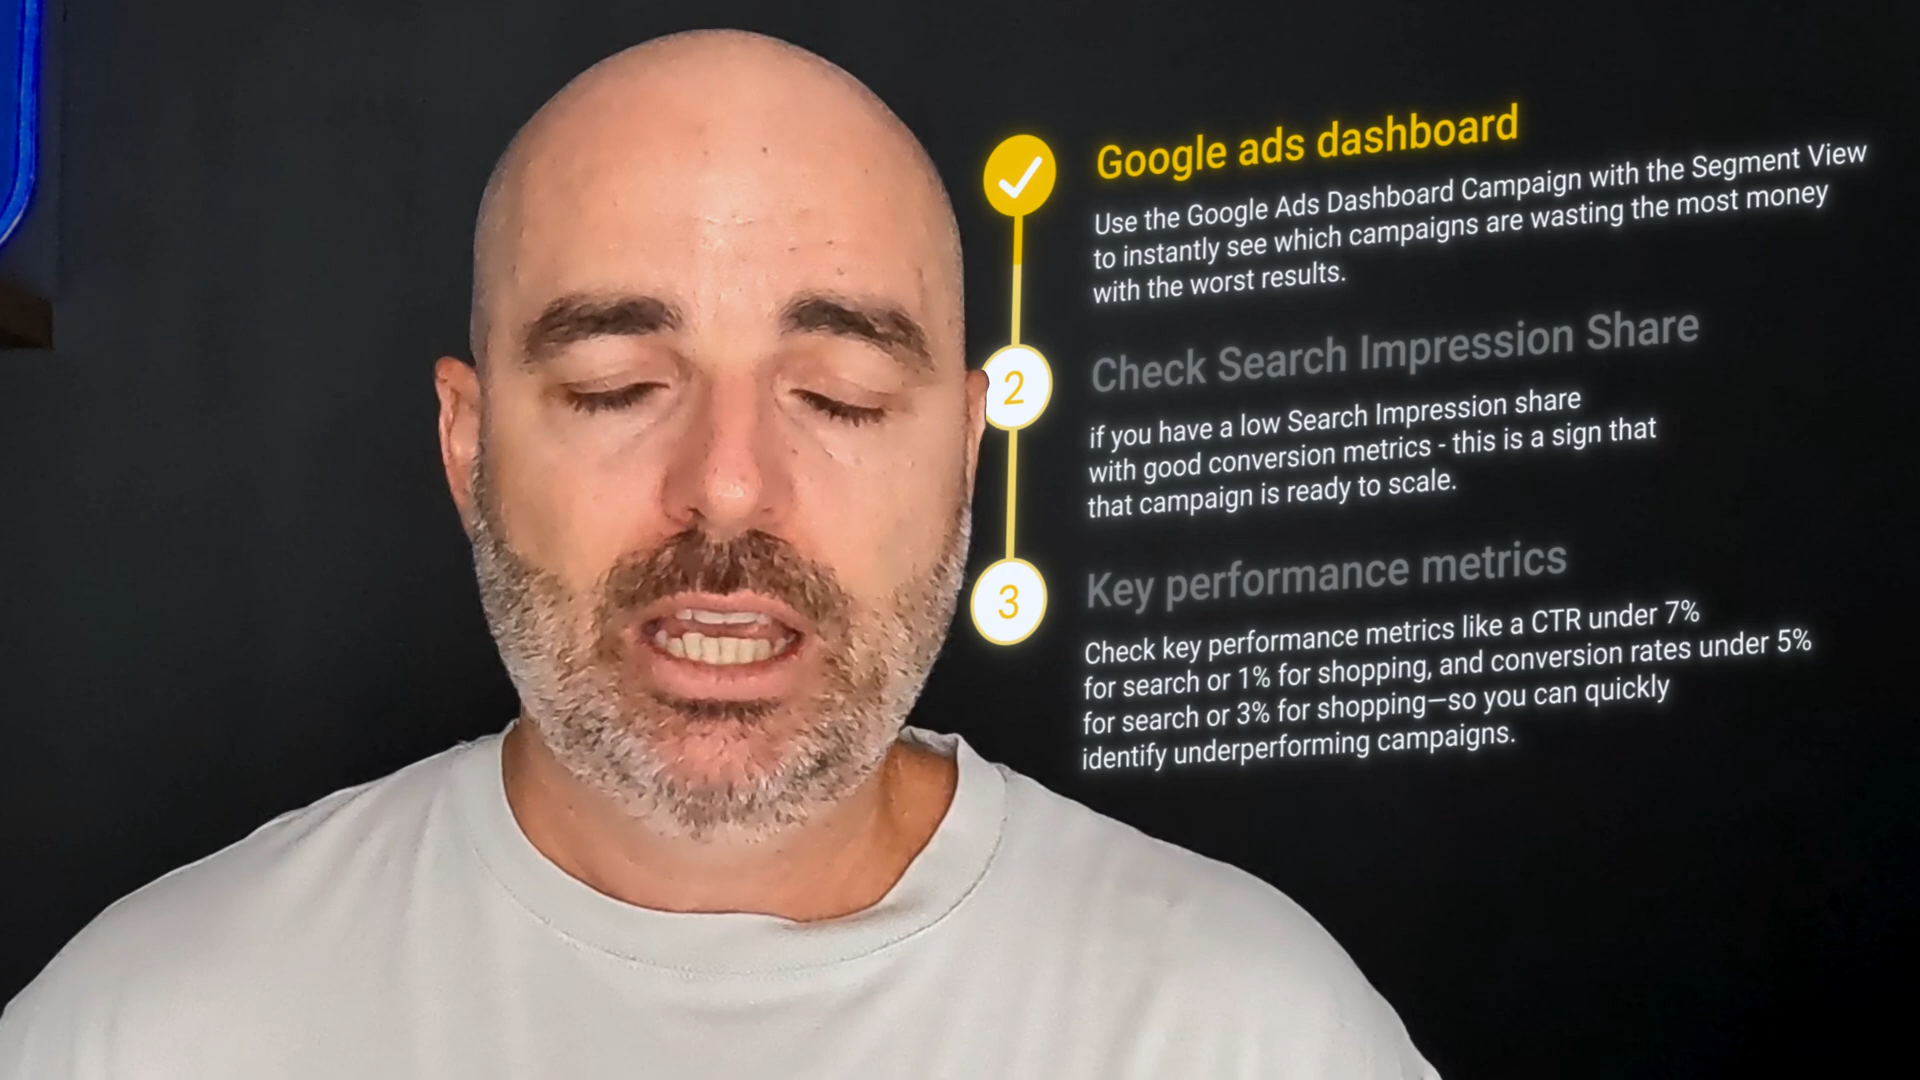 Google ads dashboard
Use the Google Ads Dashboard Campaign with the Segment View
to instantly see which campaigns are wasting the most money
with the worst results.
2
Check Search Impression Share
if you have a low Search Impression share
with good conversion metrics - this is a sign that
that campaign is ready to scale.
3
Key performance metrics
Check key performance metrics like a CTR under 7%
for search or 1% for shopping, and conversion rates under 5%
for search or 3% for shopping—so you can quickly
identify underperforming campaigns.